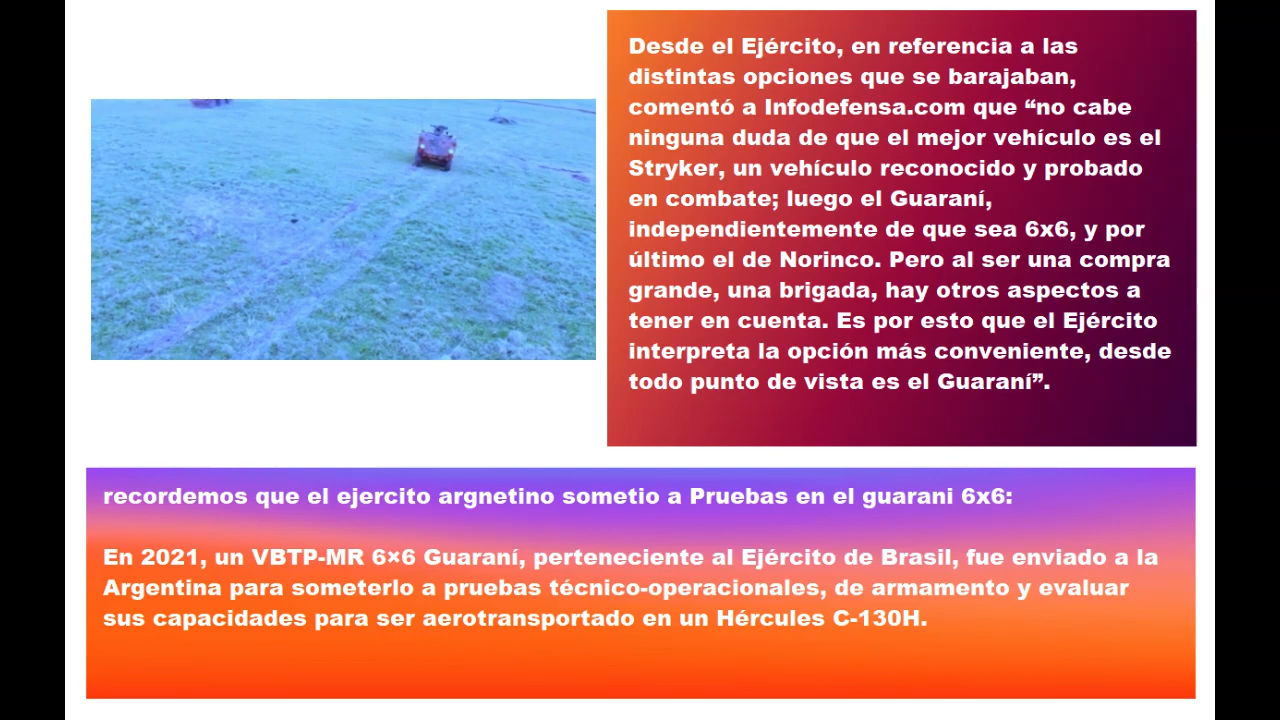 Desde el Ejército, en referencia a las
distintas opciones que se barajaban,
comentó a Infodefensa.com que “no cabe
ninguna duda de que el mejor vehículo es el
Stryker, un vehículo reconocido y probado
en combate; luego el Guaraní,
independientemente de que sea 6x6, y por
último el de Norinco. Pero al ser una compra
grande, una brigada, hay otros aspectos a
tener en cuenta. Es por esto que el Ejército
interpreta la opción más conveniente, desde
todo punto de vista es el Guaraní”.
recordemos que el ejercito argnetino sometio a Pruebas en el guarani 6x6:
En 2021, un VBTP-MR 6×6 Guaraní, perteneciente al Ejército de Brasil, fue enviado a la
Argentina para someterlo a pruebas técnico-operacionales, de armamento y evaluar
sus capacidades para ser aerotransportado en un Hércules C-130H.